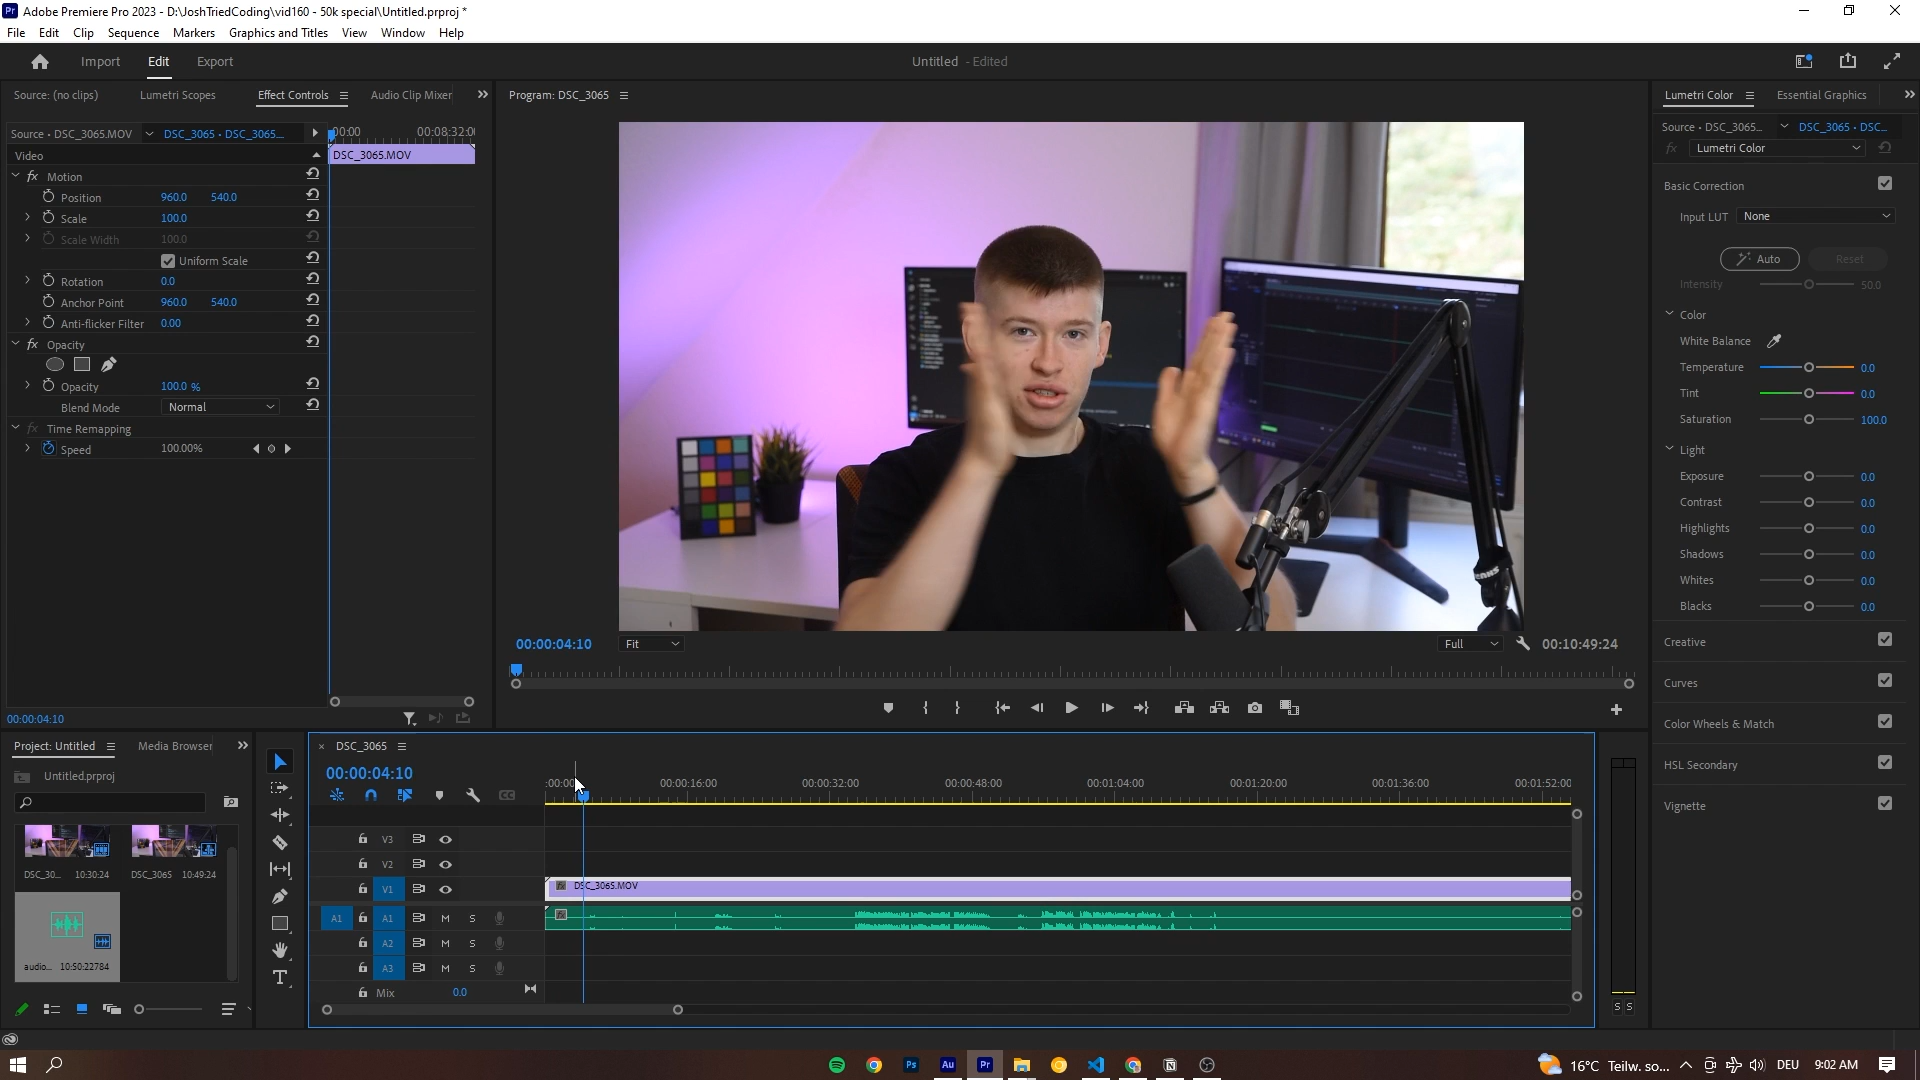 Adobe Premiere Pro 2023 - D:\JoshTriedCoding\vid160 - 50k special\Untitled.prproj *
File Edit Clip Sequence Markers Graphics and Titles View Window Help
Import Edit Export
Untitled - Edited
Source: (no clips) Lumetri Scopes Effect Controls Audio Clip Mixer
Source • DSC_3065.MOV DSC_3065 • DSC_3065...
:00:00 00:08:32:0
Video
DSC_3065.MOV
fx Motion
Position 960.0 540.0
Scale 100.0
Scale Width 100.0
Uniform Scale
Rotation 0.0
Anchor Point 960.0 540.0
Anti-flicker Filter 0.00
fx Opacity
Opacity 100.0 %
Blend Mode Normal
fx Time Remapping
Speed 100.00%
00:00:04:10
Program: DSC_3065
00:00:04:10 Fit Full 00:10:49:24
Lumetri Color Essential Graphics
Source • DSC_3065... DSC_3065 • DSC...
fx Lumetri Color
Basic Correction
Input LUT None
Auto Reset
Intensity 50.0
Color
White Balance
Temperature 0.0
Tint 0.0
Saturation 100.0
Light
Exposure 0.0
Contrast 0.0
Highlights 0.0
Shadows 0.0
Whites 0.0
Blacks 0.0
Creative
Curves
Color Wheels & Match
HSL Secondary
Vignette
Project: Untitled Media Browser
Untitled.prproj
DSC_30... 10:30:24 DSC_3065 10:49:24
audio... 10:50:22784
× DSC_3065
00:00:04:10
:00:00 00:00:16:00 00:00:32:00 00:00:48:00 00:01:04:00 00:01:20:00 00:01:36:00 00:01:52:00
V3
V2
V1
DSC_3065.MOV
A1 A1 M S
A2 M S
A3 M S
Mix 0.0
S S
Ps Au Pr
16°C Teilw. so... DEU 9:02 AM